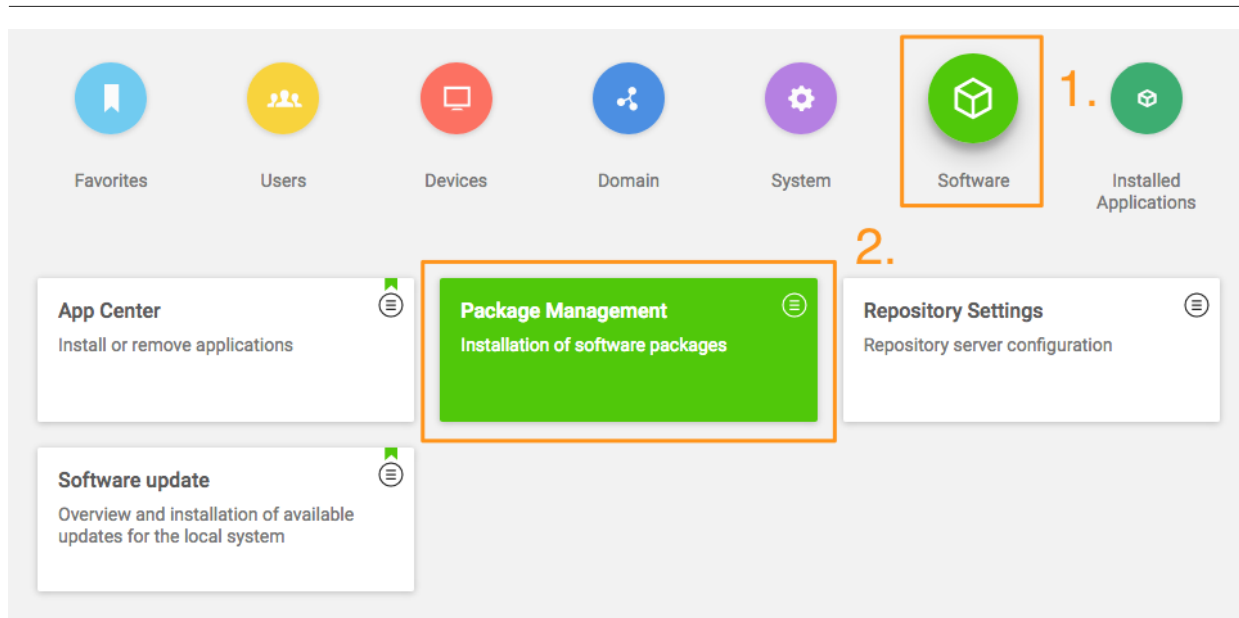 1.
Favorites
Users
Devices
Domain
System
Software
Installed
Applications
2.
App Center
Install or remove applications
Package Management
Installation of software packages
Repository Settings
Repository server configuration
Software update
Overview and installation of available
updates for the local system